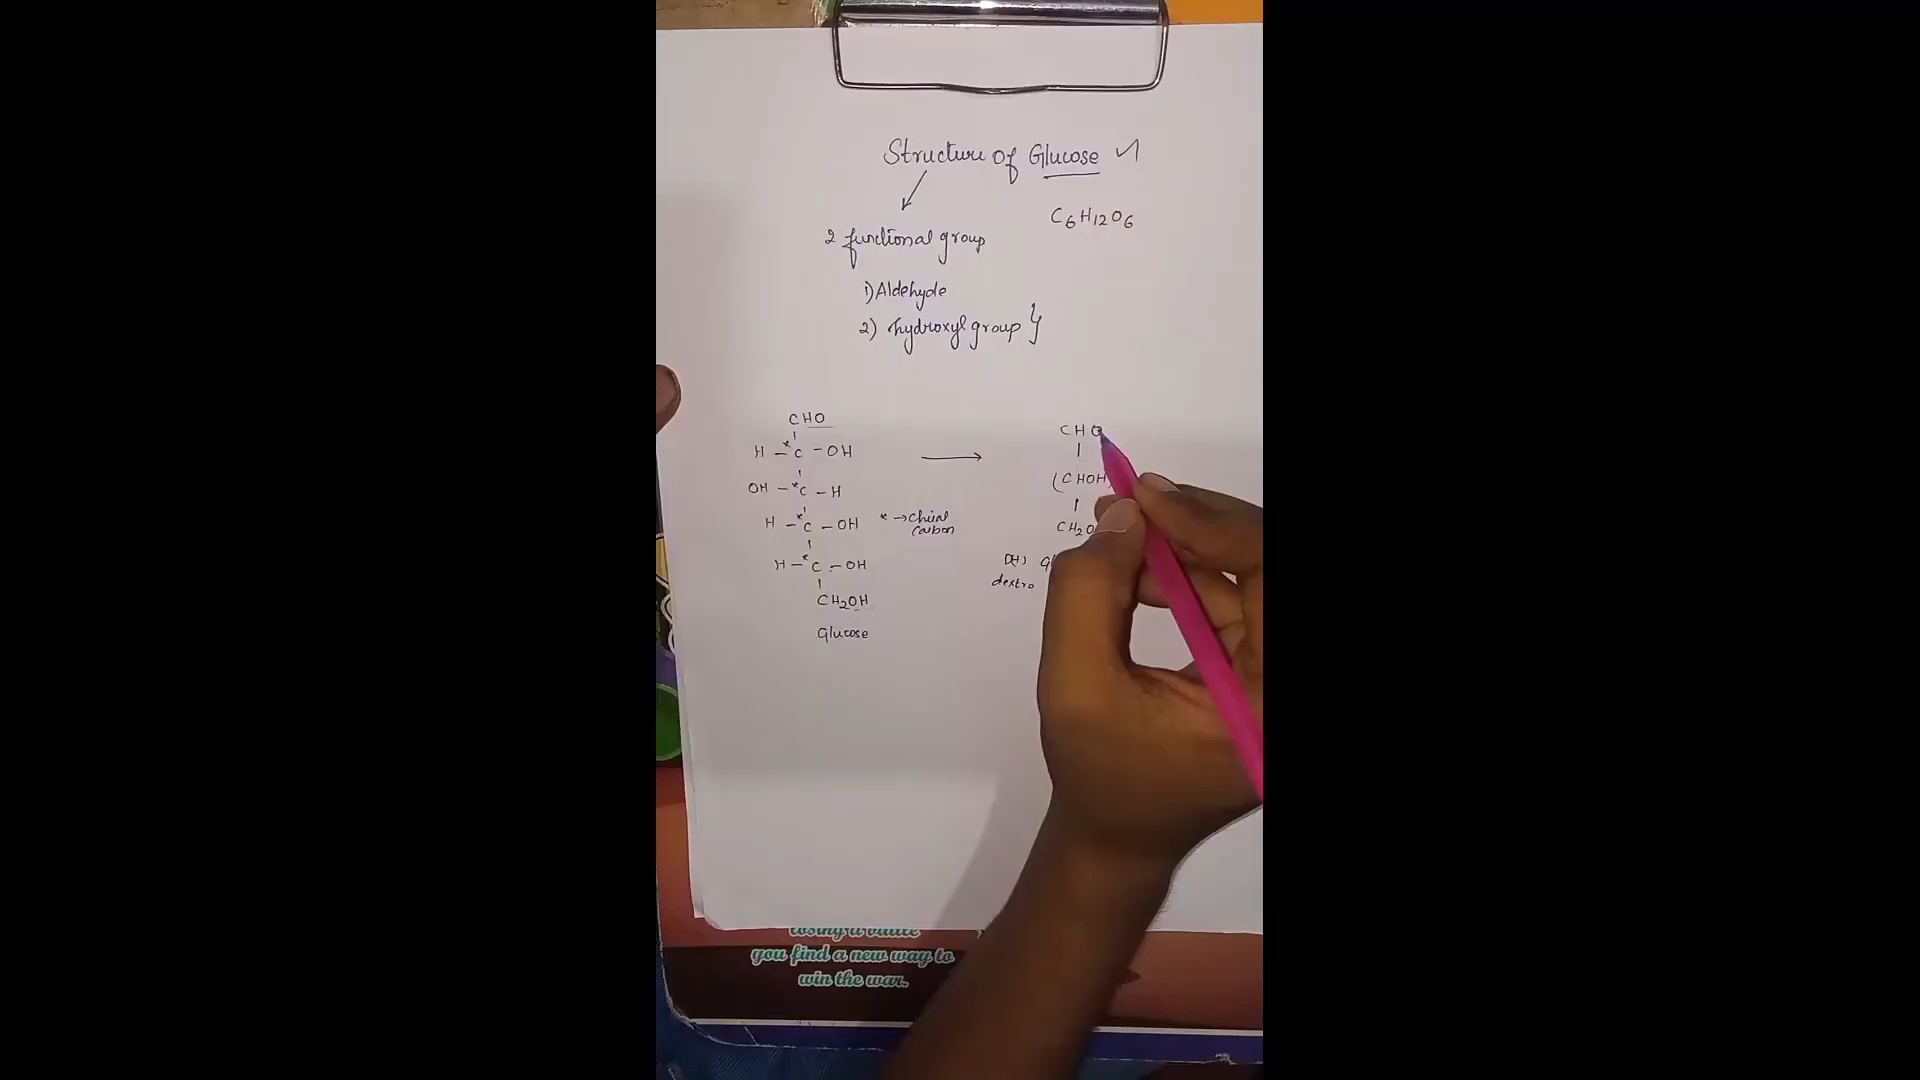 Structure of Glucose
C6H12O6
2 functional group
1) Aldehyde
2) hydroxyl group }
CHO
H - *C - OH
OH - *C - H
H - *C - OH
H - *C - OH
CH2OH
Glucose
* → Chiral
Carbon
CHO
(CHOH)
CH2O
D(+)
dextro
you find a new way to
win the war.